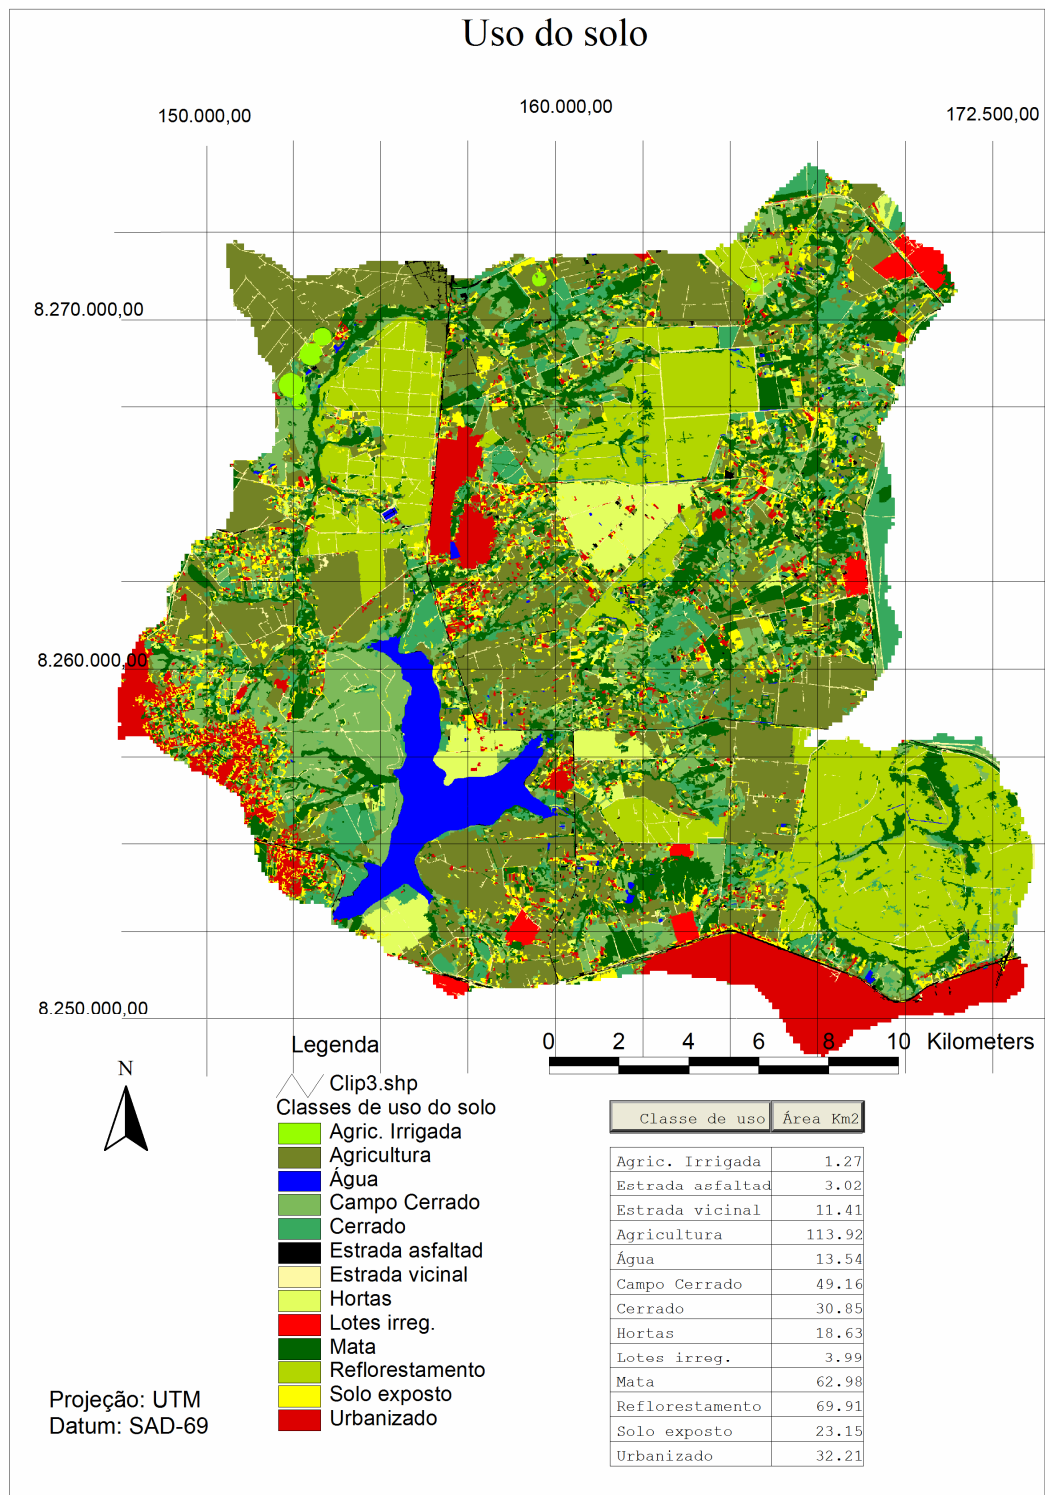 Uso do solo
150.000,00
160.000,00
172.500,00
8.270.000,00
8.260.000,00
8.250.000,00
Legenda
0 2 4 6 8 10 Kilometers
N
Clip3.shp
Classes de uso do solo
Agric. Irrigada
Agricultura
Água
Campo Cerrado
Cerrado
Estrada asfaltad
Estrada vicinal
Hortas
Lotes irreg.
Mata
Reflorestamento
Solo exposto
Urbanizado
Projeção: UTM
Datum: SAD-69
Classe de uso Área Km2
Agric. Irrigada 1.27
Estrada asfaltad 3.02
Estrada vicinal 11.41
Agricultura 113.92
Água 13.54
Campo Cerrado 49.16
Cerrado 30.85
Hortas 18.63
Lotes irreg. 3.99
Mata 62.98
Reflorestamento 69.91
Solo exposto 23.15
Urbanizado 32.21